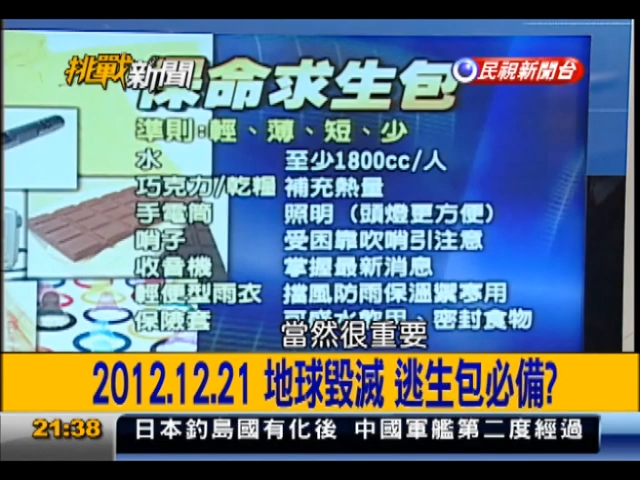 挑戰新聞
民視新聞台
保命求生包
準則:輕、薄、短、少
水 至少1800cc/人
巧克力/乾糧 補充熱量
手電筒 照明（頭燈更方便）
哨子 受困靠吹哨引注意
收音機 掌握最新消息
輕便型雨衣 擋風防雨保溫禦寒用
保險套 可盛水飲用、密封食物
當然很重要
2012.12.21 地球毀滅 逃生包必備?
21:38 日本釣島國有化後 中國軍艦第二度經過